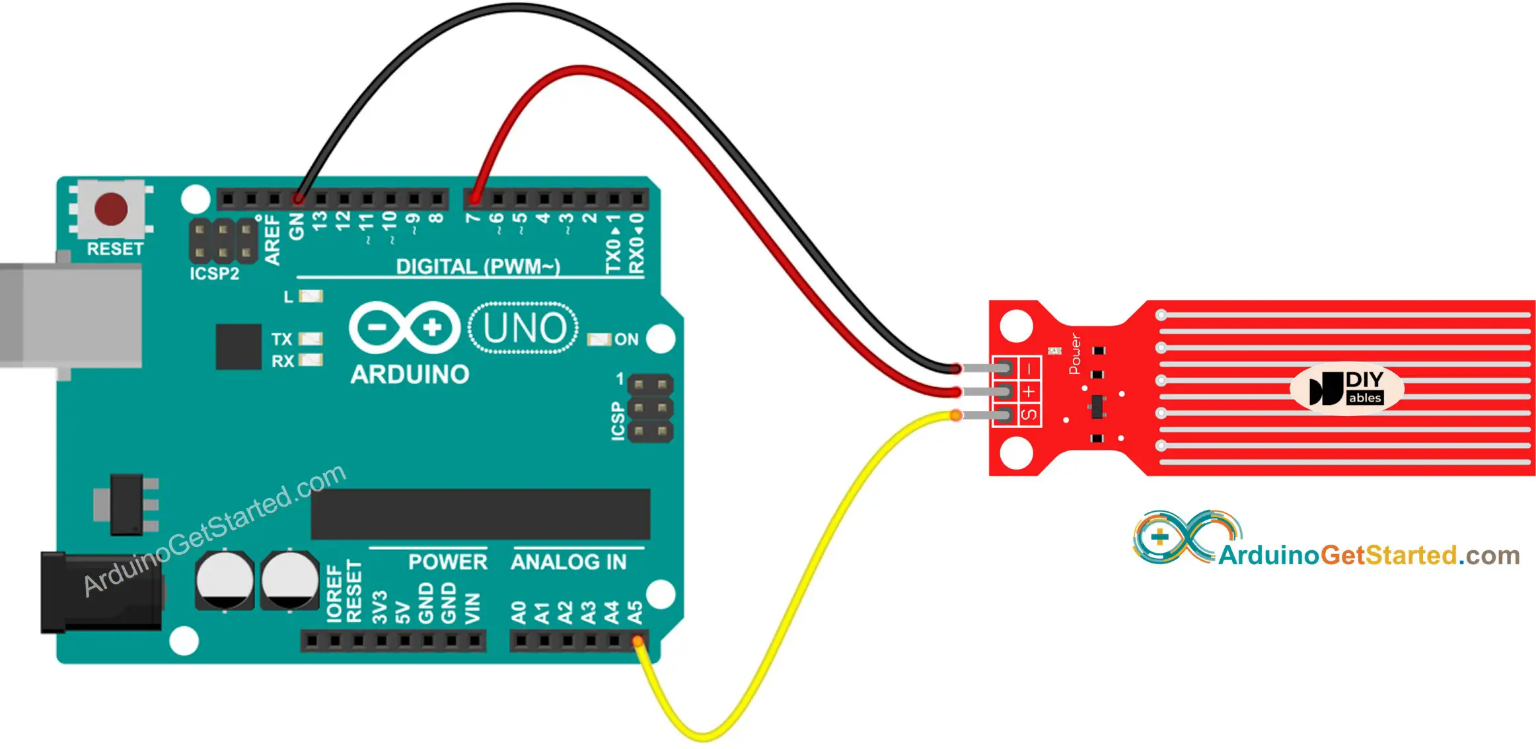 RESET
ICSP2
AREF
GN
13
12
~11
~10
~9
8
7
~6
~5
4
~3
2
TX0▸1
RX0◂0
DIGITAL (PWM~)
L
TX
RX
UNO
ON
ARDUINO
1
ICSP
Power
−
+
S
DIY
ables
ArduinoGetStarted.com
ArduinoGetStarted.com
POWER
ANALOG IN
IOREF
RESET
3V3
5V
GND
GND
VIN
A0
A1
A2
A3
A4
A5